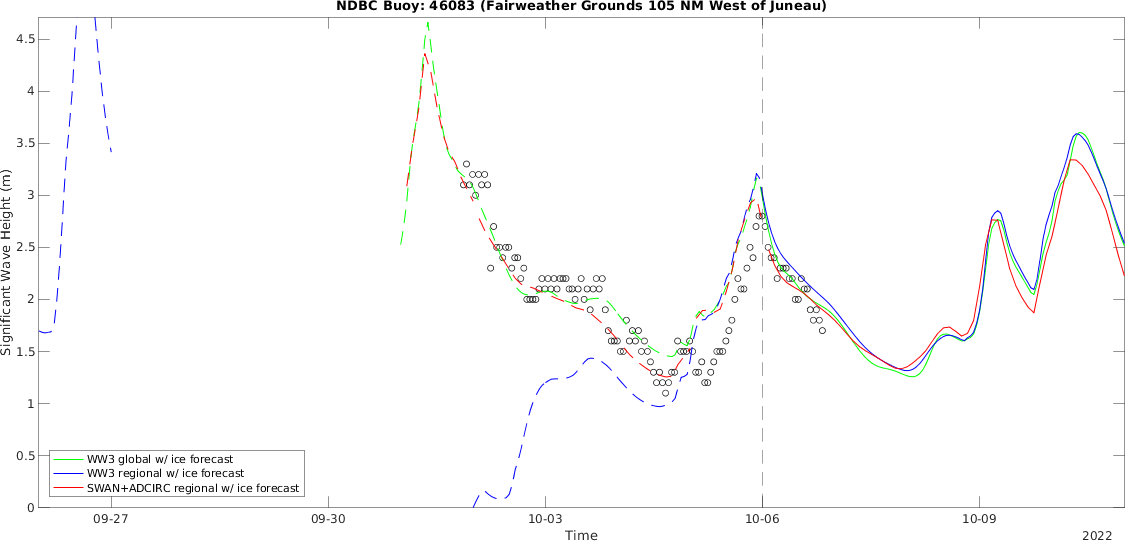 NDBC Buoy: 46083 (Fairweather Grounds 105 NM West of Juneau)
4.5
4
3.5
3
2.5
2
1.5
1
0.5
0
Significant Wave Height (m)
WW3 global w/ ice forecast
WW3 regional w/ ice forecast
SWAN+ADCIRC regional w/ ice forecast
09-27 09-30 10-03 10-06 10-09
Time
2022